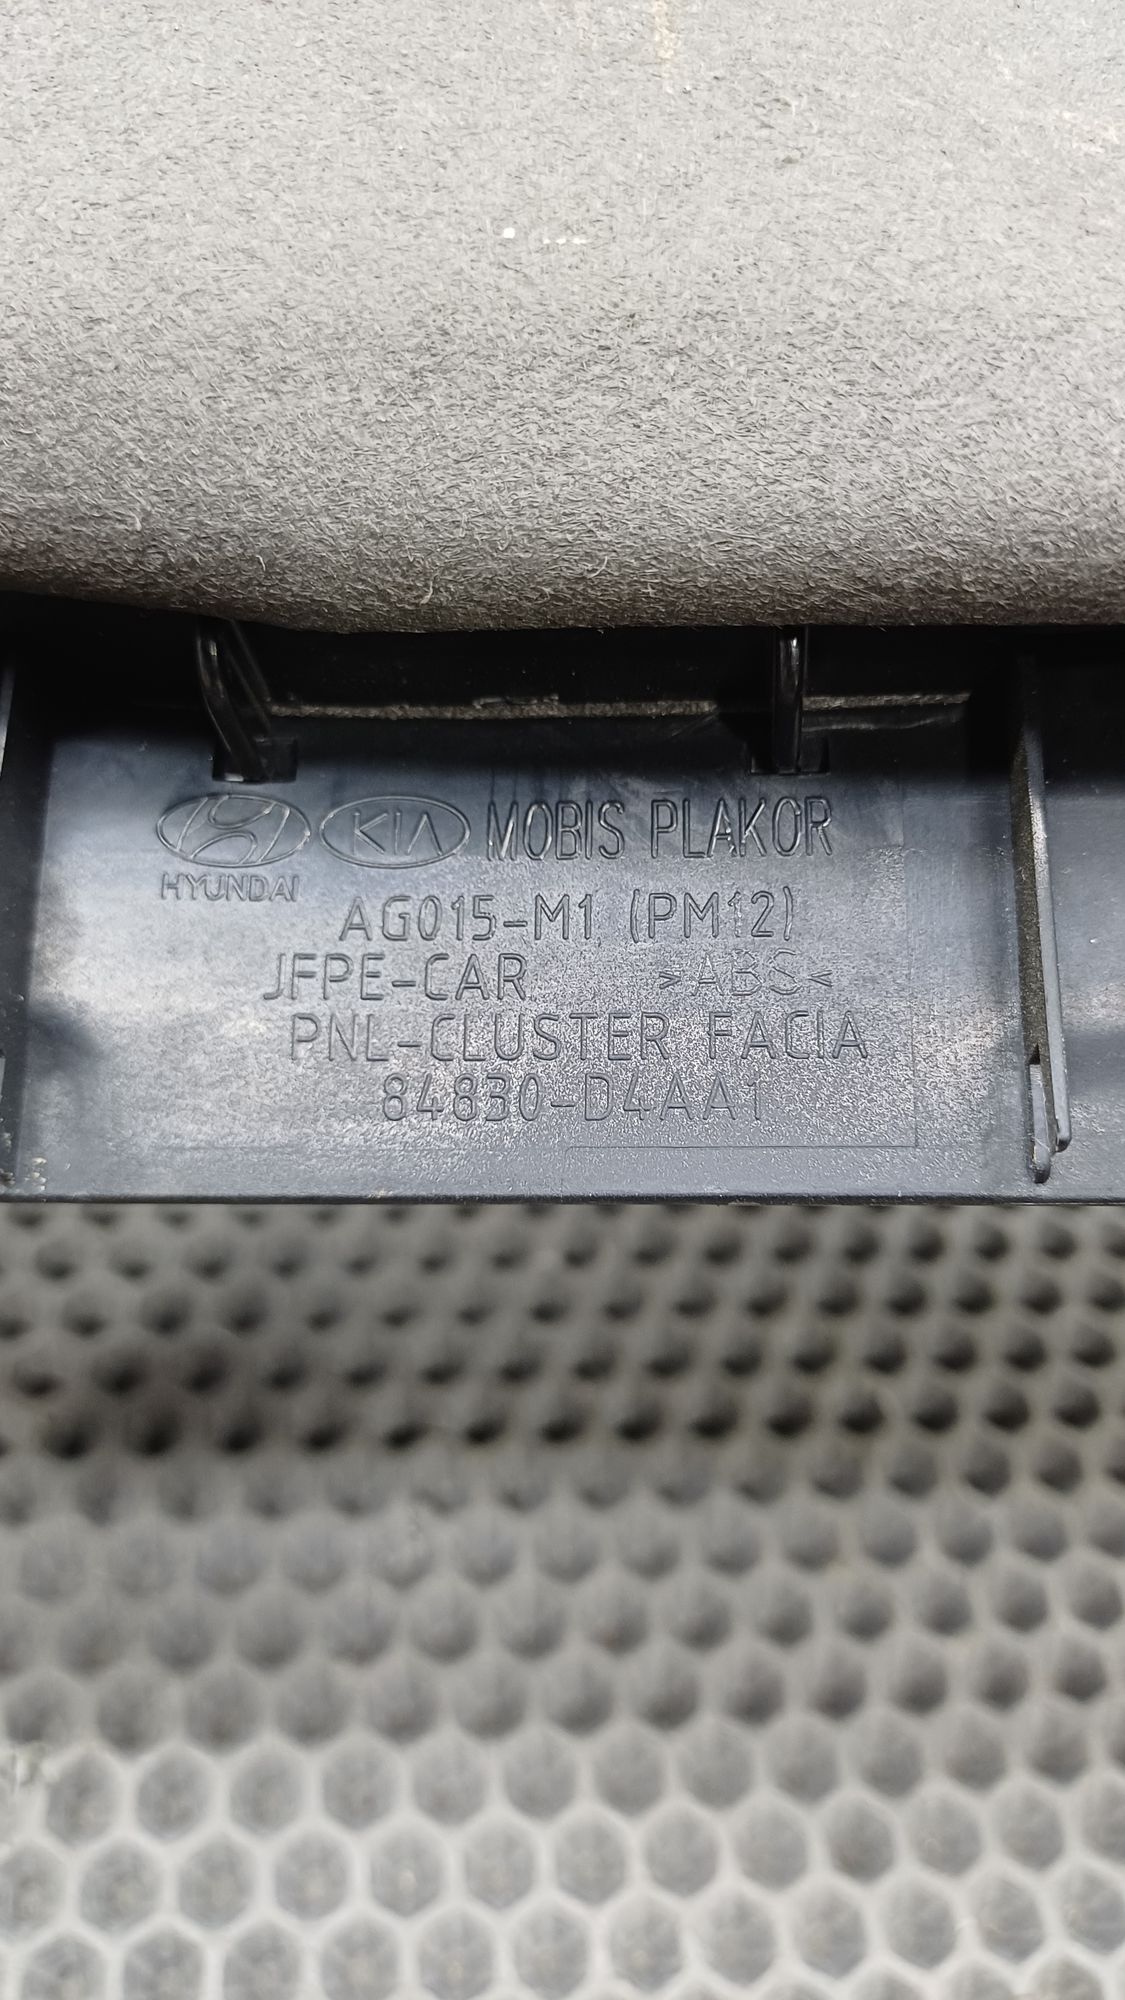 KIA MOBIS PLAKOR
HYUNDAI
AG015-M1 (PM12)
JFPE-CAR >ABS<
PNL-CLUSTER FACIA
84830-D4AA1